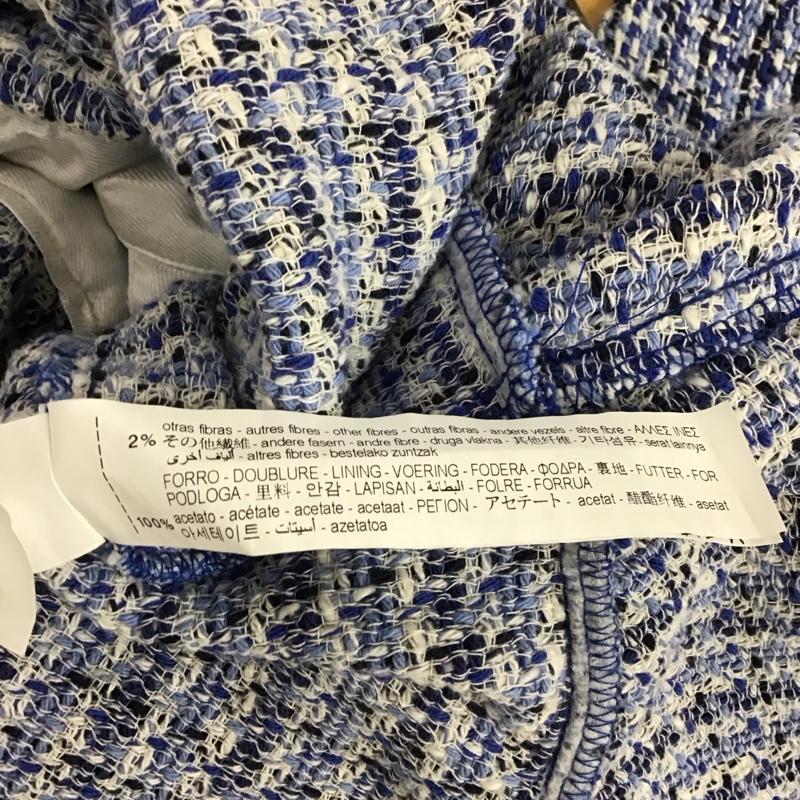 otras fibras - autres fibres - other fibres - outras fibras - andere vezels - altre fibre - ΑΛΛΕΣ ΙΝΕΣ
2% その他繊維 - andere fasern - andre fibre - druga vlakna - 其他纤维 - 기타섬유 - serat lainnya
ألياف أخرى - altres fibres - bestelako zuntzak
FORRO - DOUBLURE - LINING - VOERING - FODERA - ΦΟΔΡΑ - 裏地 - FUTTER - FOR
PODLOGA - 里料 - 안감 - LAPISAN - البطانة - FOLRE - FORRUA
100% acetato - acétate - acetate - acetaat - ΡΕΓΙΟΝ - アセテート - acetat - 醋酯纤维 - asetat
아세테이트 - أسيتات - azetatoa